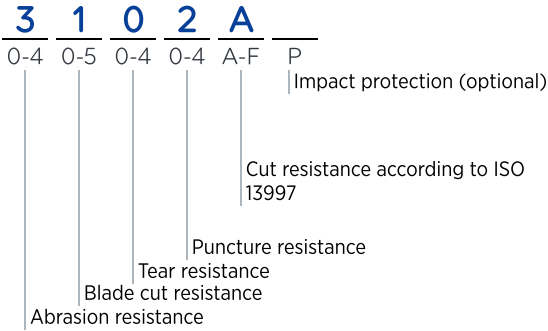 3 1 0 2 A
0-4 0-5 0-4 0-4 A-F P
Impact protection (optional)
Cut resistance according to ISO
13997
Puncture resistance
Tear resistance
Blade cut resistance
Abrasion resistance